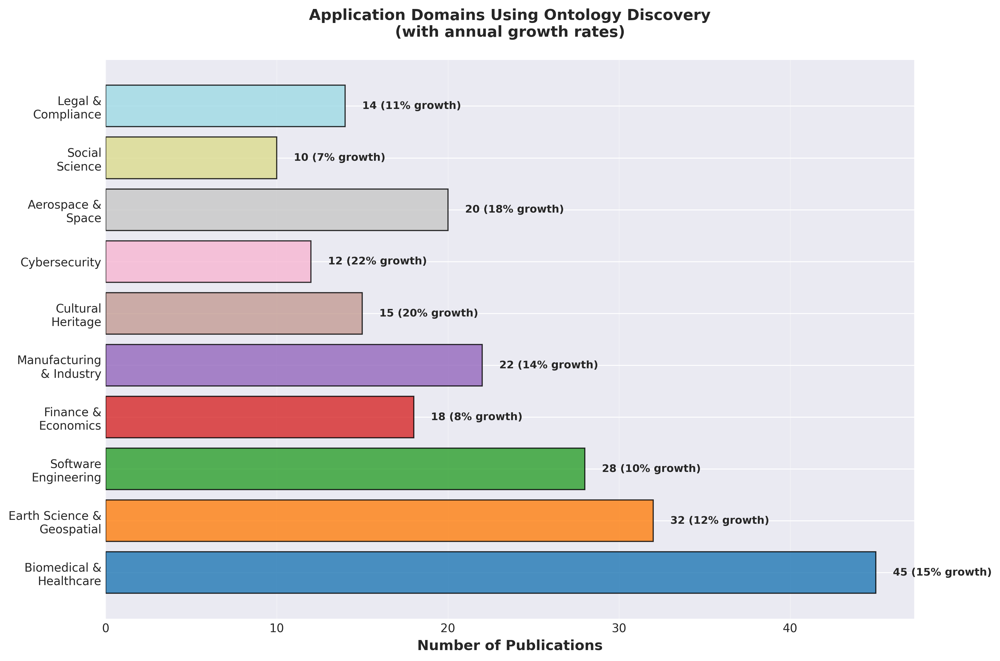 Application Domains Using Ontology Discovery
(with annual growth rates)
Legal &
Compliance
14 (11% growth)
Social
Science
10 (7% growth)
Aerospace &
Space
20 (18% growth)
Cybersecurity
12 (22% growth)
Cultural
Heritage
15 (20% growth)
Manufacturing
& Industry
22 (14% growth)
Finance &
Economics
18 (8% growth)
Software
Engineering
28 (10% growth)
Earth Science &
Geospatial
32 (12% growth)
Biomedical &
Healthcare
45 (15% growth)
0 10 20 30 40
Number of Publications